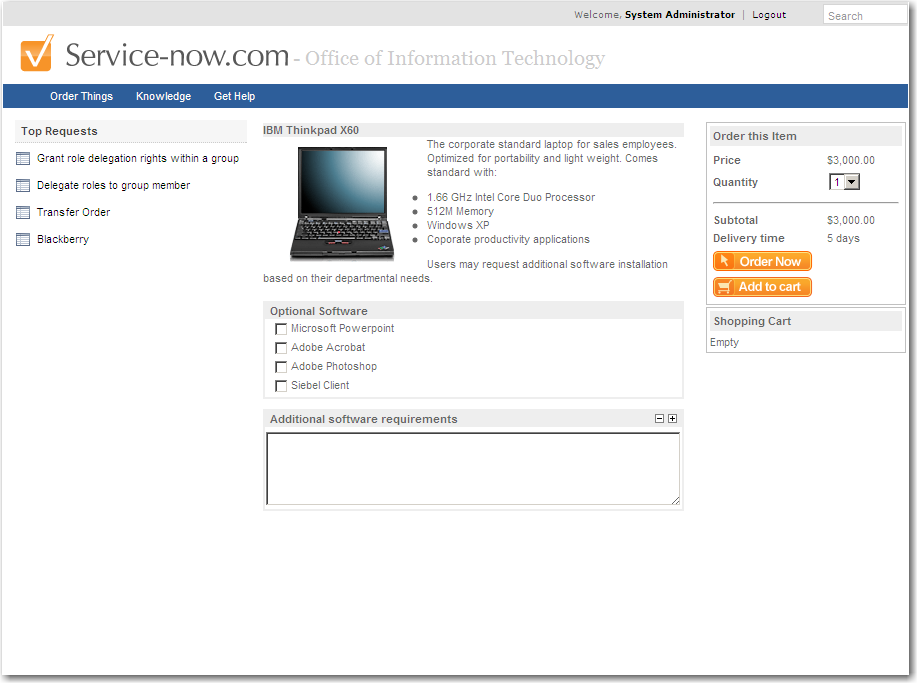 Welcome, System Administrator | Logout
Search
Service-now.com - Office of Information Technology
Order Things Knowledge Get Help
Top Requests
Grant role delegation rights within a group
Delegate roles to group member
Transfer Order
Blackberry
IBM Thinkpad X60
The corporate standard laptop for sales employees.
Optimized for portability and light weight. Comes
standard with:
1.66 GHz Intel Core Duo Processor
512M Memory
Windows XP
Coporate productivity applications
Users may request additional software installation
based on their departmental needs.
Optional Software
Microsoft Powerpoint
Adobe Acrobat
Adobe Photoshop
Siebel Client
Additional software requirements
Order this Item
Price $3,000.00
Quantity 1
Subtotal $3,000.00
Delivery time 5 days
Order Now
Add to cart
Shopping Cart
Empty